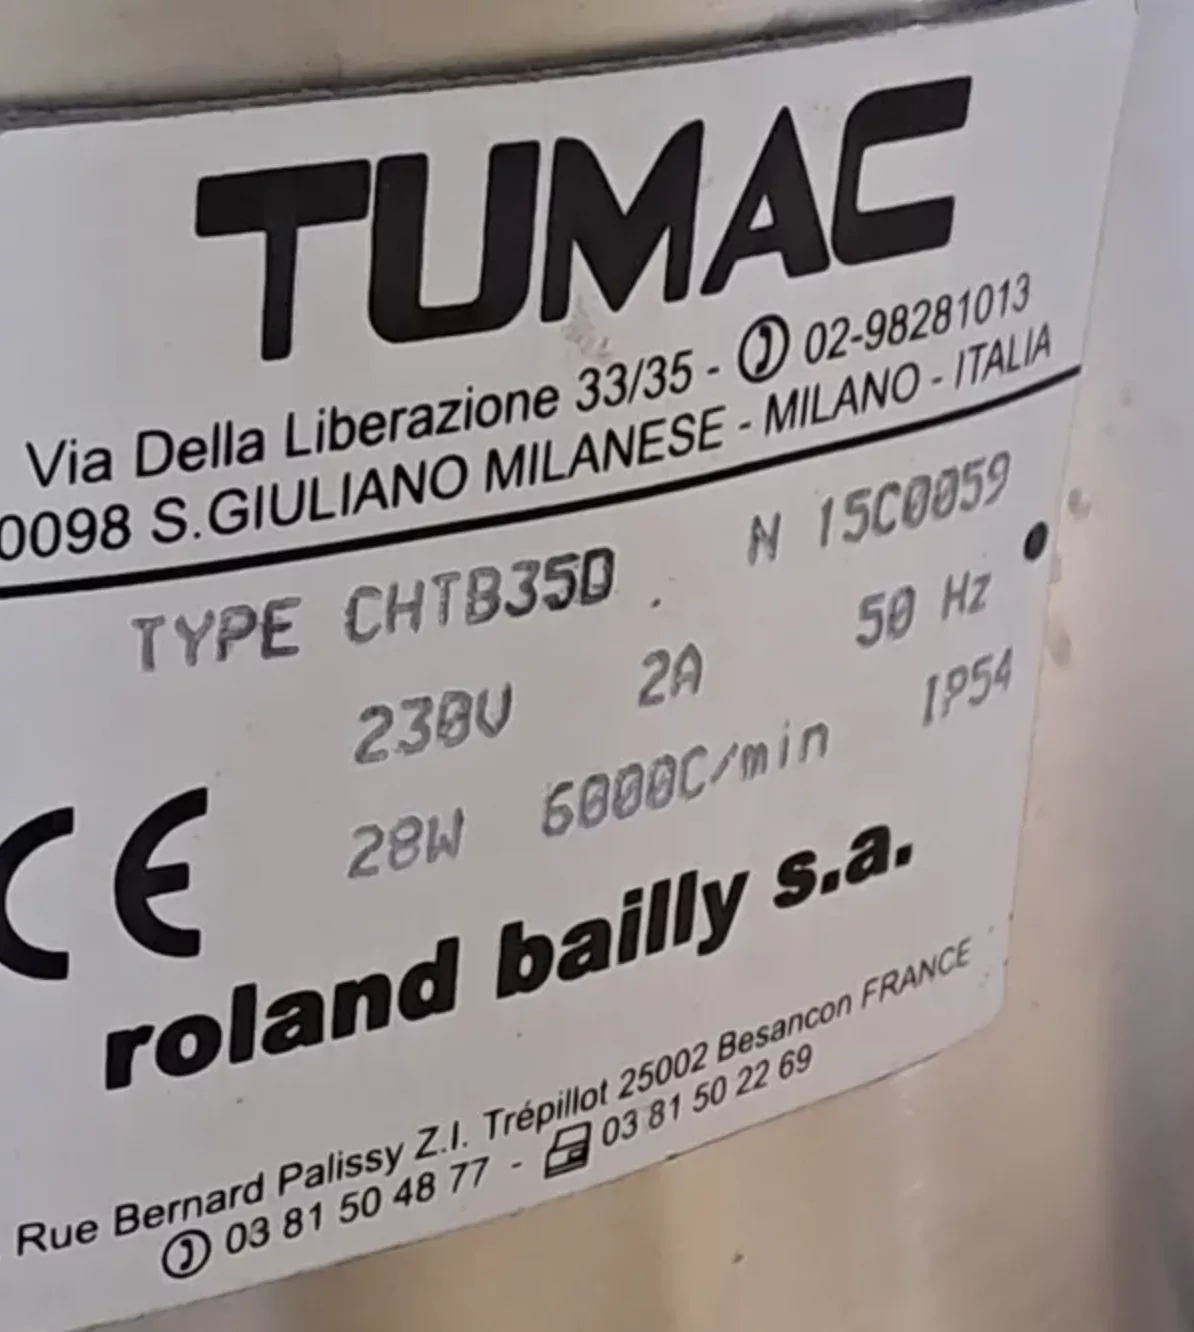 TUMAC
Via Della Liberazione 33/35 - 02-98281013
0098 S.GIULIANO MILANESE - MILANO - ITALIA
TYPE CHTB35D . N 15C0059
230V 2A 50 Hz
28W 6000C/min IP54
CE
roland bailly s.a.
Rue Bernard Palissy Z.I. Trépillot 25002 Besancon FRANCE
03 81 50 48 77 - 03 81 50 22 69